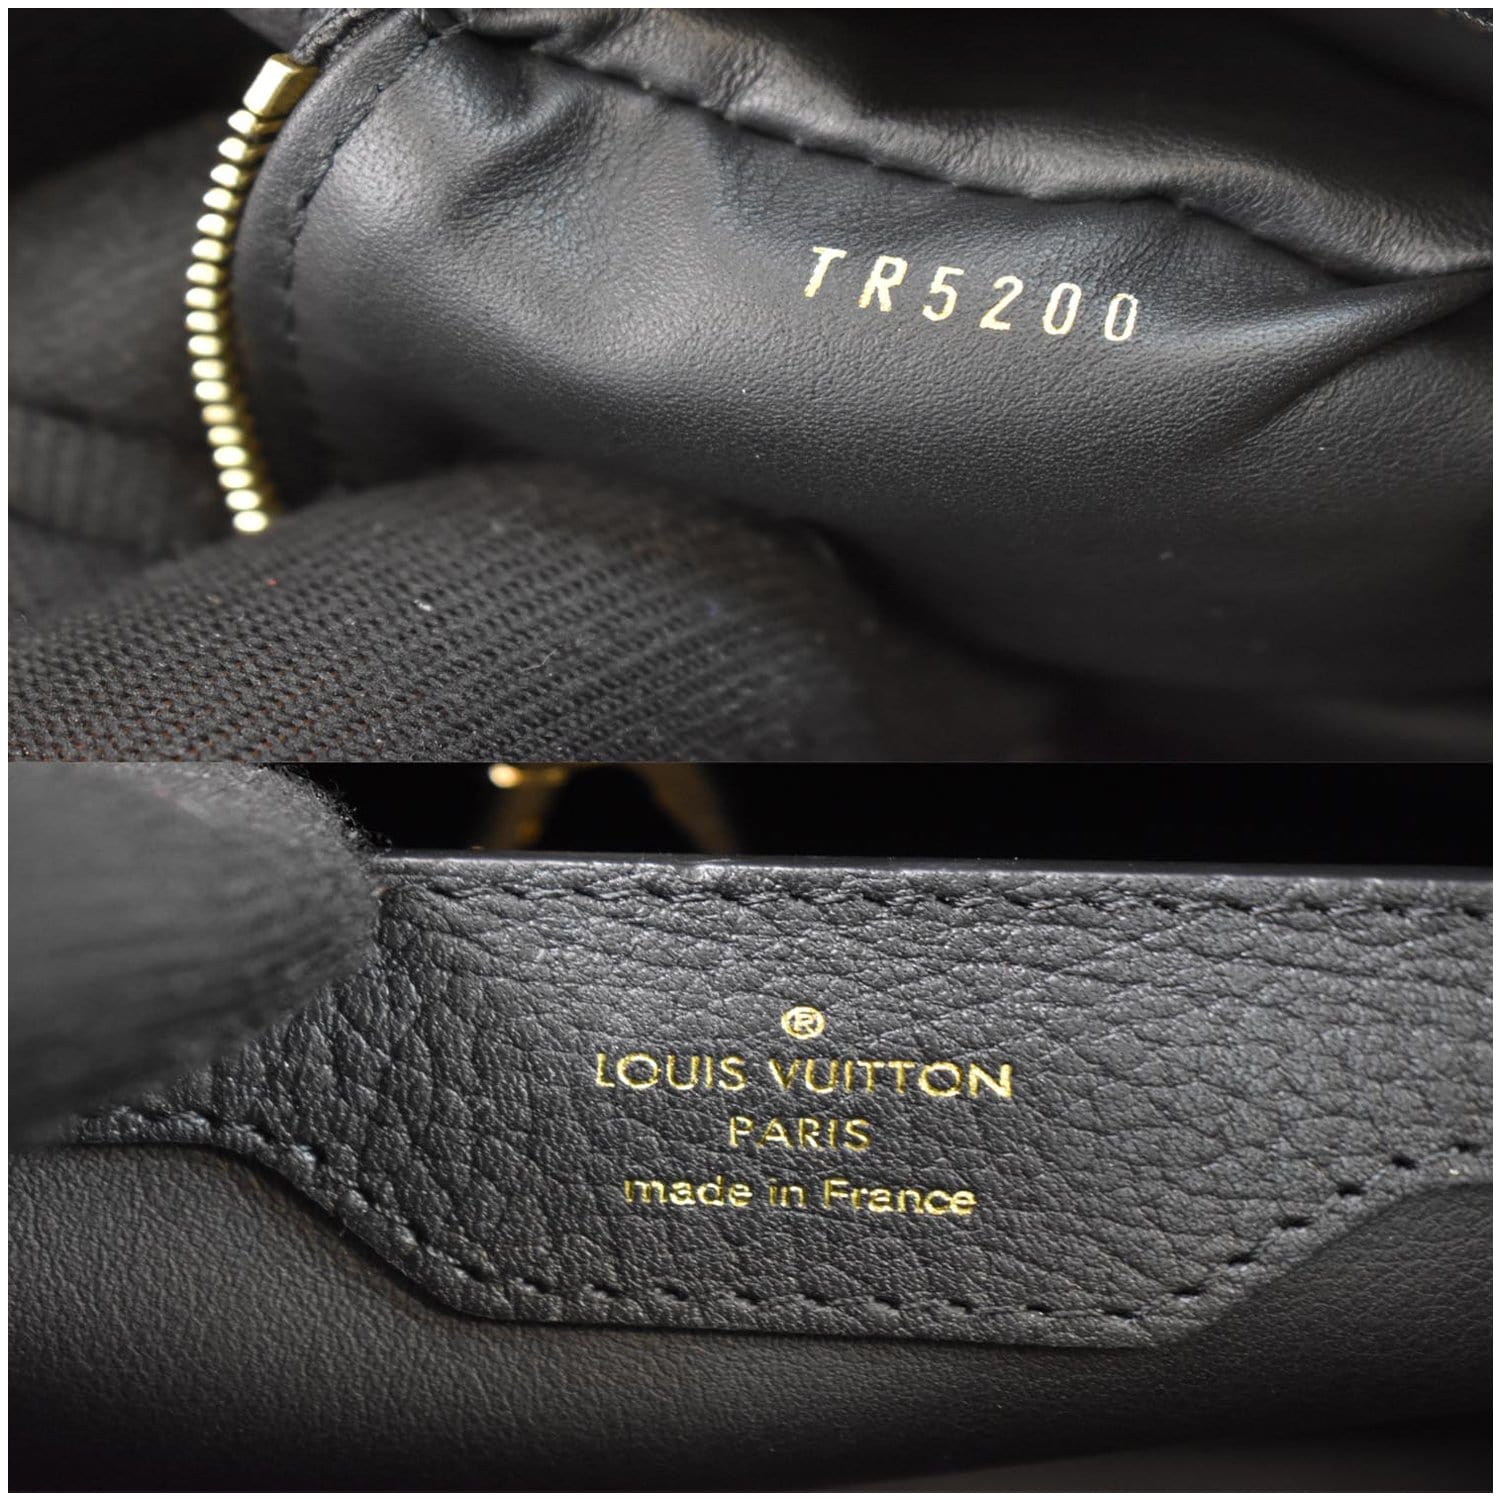 TR5200
®
LOUIS VUITTON
PARIS
made in France